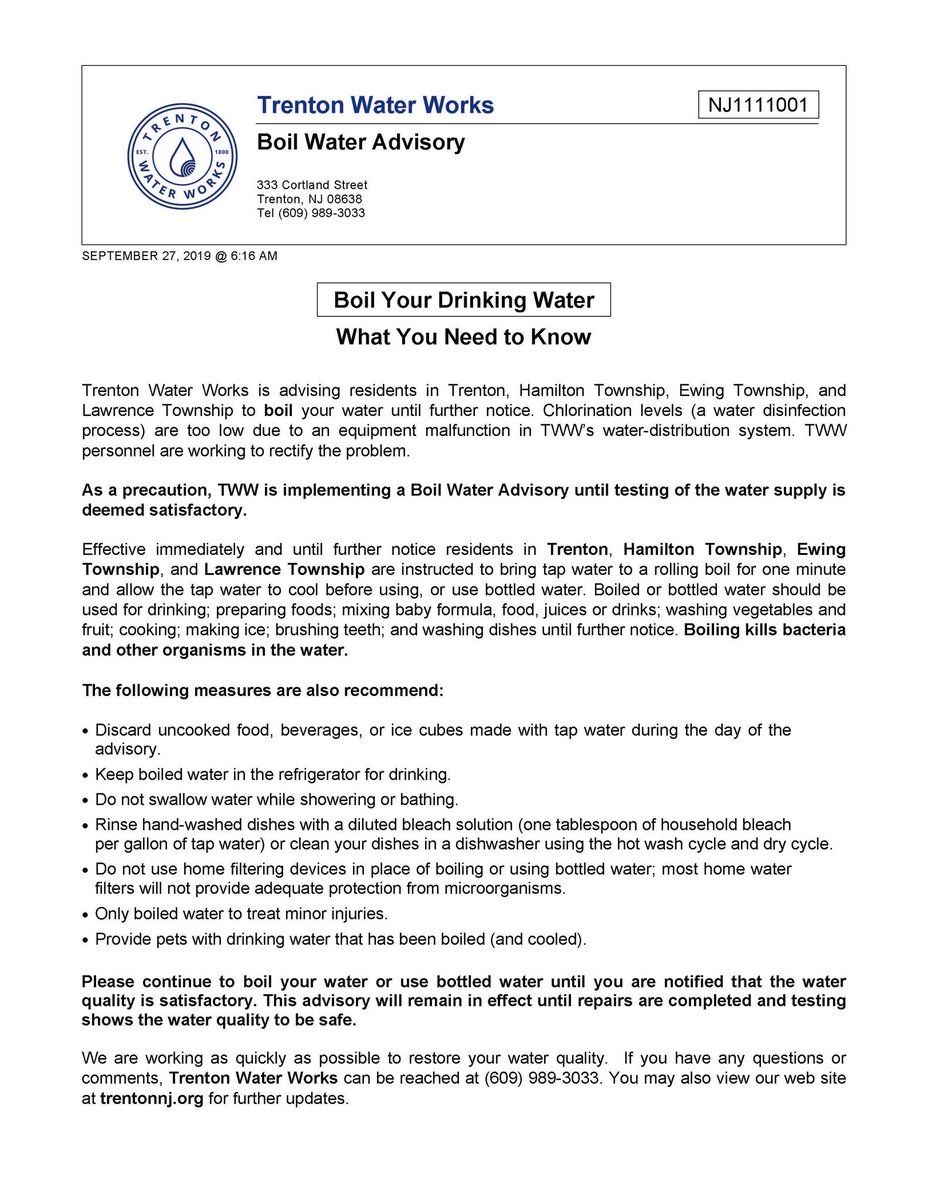 TRENTON
EST. 1800
WATER WORKS
Trenton Water Works
NJ1111001
Boil Water Advisory
333 Cortland Street
Trenton, NJ 08638
Tel (609) 989-3033
SEPTEMBER 27, 2019 @ 6:16 AM
Boil Your Drinking Water
What You Need to Know
Trenton Water Works is advising residents in Trenton, Hamilton Township, Ewing Township, and
Lawrence Township to boil your water until further notice. Chlorination levels (a water disinfection
process) are too low due to an equipment malfunction in TWW's water-distribution system. TWW
personnel are working to rectify the problem.
As a precaution, TWW is implementing a Boil Water Advisory until testing of the water supply is
deemed satisfactory.
Effective immediately and until further notice residents in Trenton, Hamilton Township, Ewing
Township, and Lawrence Township are instructed to bring tap water to a rolling boil for one minute
and allow the tap water to cool before using, or use bottled water. Boiled or bottled water should be
used for drinking; preparing foods; mixing baby formula, food, juices or drinks; washing vegetables and
fruit; cooking; making ice; brushing teeth; and washing dishes until further notice. Boiling kills bacteria
and other organisms in the water.
The following measures are also recommend:
• Discard uncooked food, beverages, or ice cubes made with tap water during the day of the
advisory.
• Keep boiled water in the refrigerator for drinking.
• Do not swallow water while showering or bathing.
• Rinse hand-washed dishes with a diluted bleach solution (one tablespoon of household bleach
per gallon of tap water) or clean your dishes in a dishwasher using the hot wash cycle and dry cycle.
• Do not use home filtering devices in place of boiling or using bottled water; most home water
filters will not provide adequate protection from microorganisms.
• Only boiled water to treat minor injuries.
• Provide pets with drinking water that has been boiled (and cooled).
Please continue to boil your water or use bottled water until you are notified that the water
quality is satisfactory. This advisory will remain in effect until repairs are completed and testing
shows the water quality to be safe.
We are working as quickly as possible to restore your water quality. If you have any questions or
comments, Trenton Water Works can be reached at (609) 989-3033. You may also view our web site
at trentonnj.org for further updates.